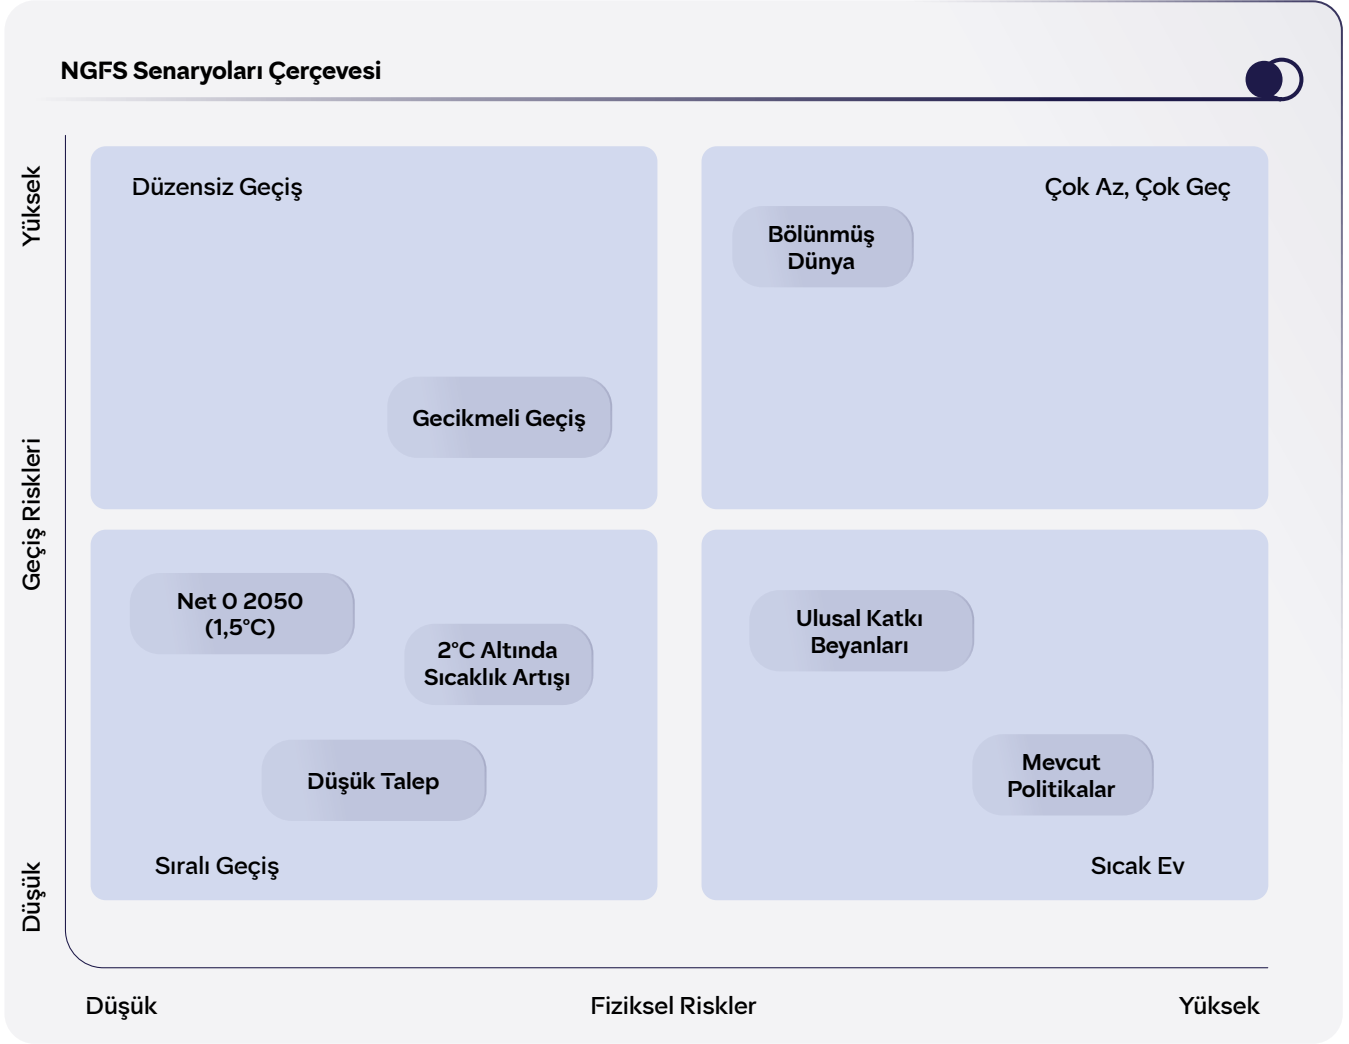 NGFS Senaryoları Çerçevesi
Yüksek
Geçiş Riskleri
Düşük
Düzensiz Geçiş
Gecikmeli Geçiş
Çok Az, Çok Geç
Bölünmüş
Dünya
Net 0 2050
(1,5°C)
2°C Altında
Sıcaklık Artışı
Düşük Talep
Sıralı Geçiş
Ulusal Katkı
Beyanları
Mevcut
Politikalar
Sıcak Ev
Düşük
Fiziksel Riskler
Yüksek